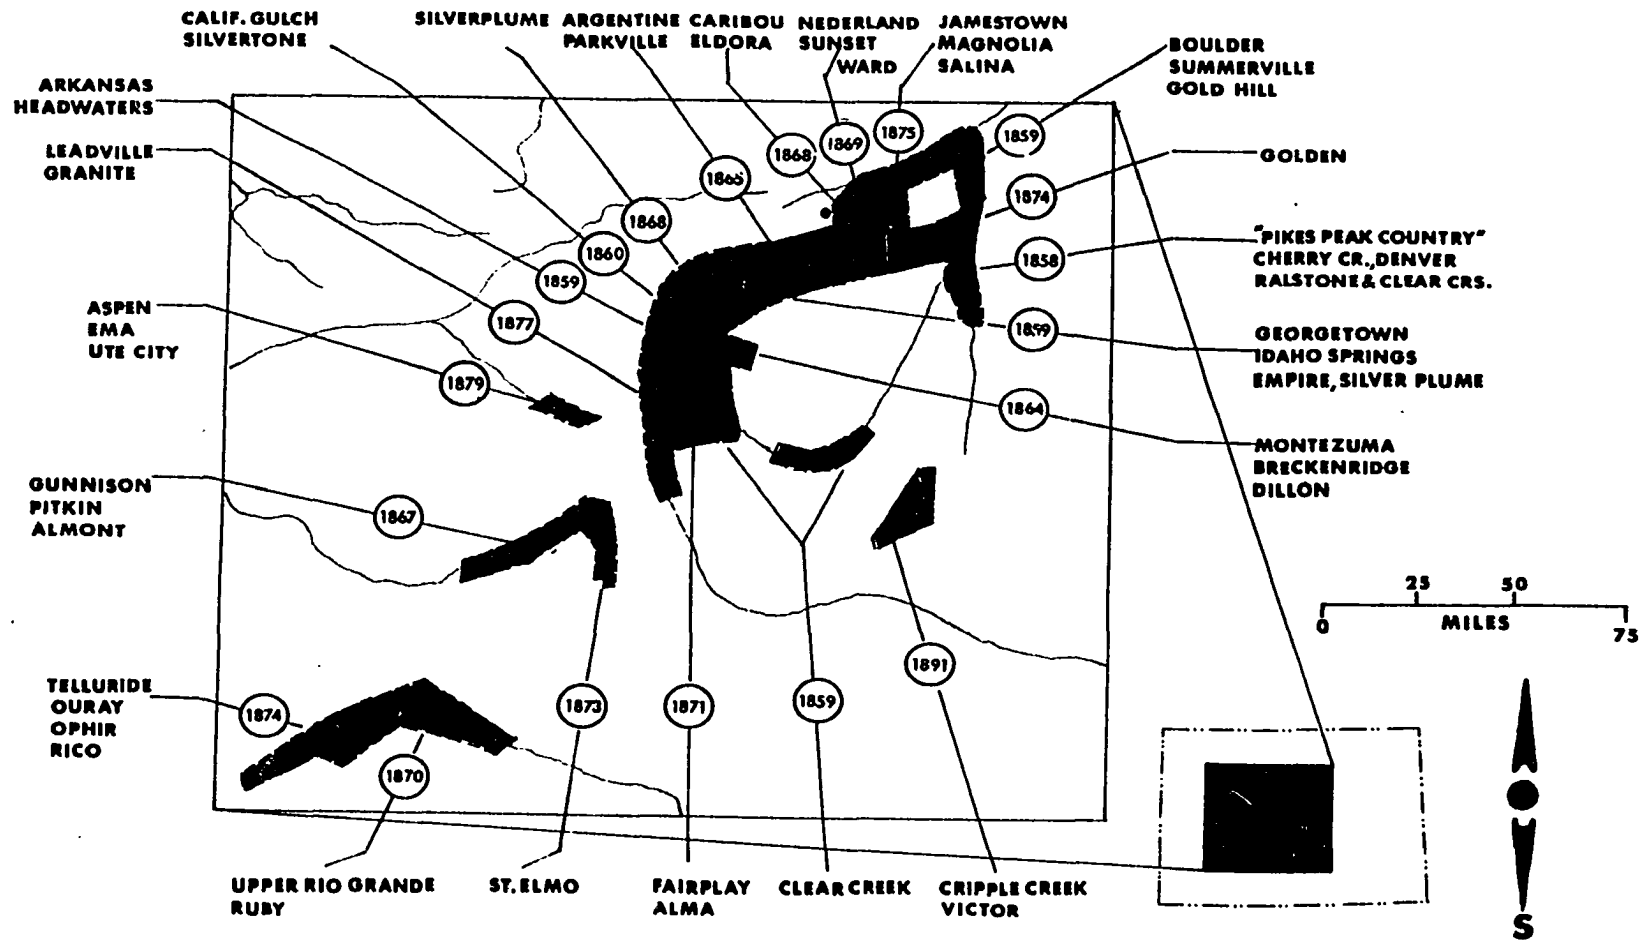 CALIF. GULCH
SILVERTONE
SILVERPLUME
ARGENTINE
PARKVILLE
CARIBOU
ELDORA
NEDERLAND
SUNSET
WARD
JAMESTOWN
MAGNOLIA
SALINA
BOULDER
SUMMERVILLE
GOLD HILL
ARKANSAS
HEADWATERS
LEADVILLE
GRANITE
GOLDEN
"PIKES PEAK COUNTRY"
CHERRY CR., DENVER
RALSTONE & CLEAR CRS.
ASPEN
EMA
UTE CITY
GEORGETOWN
IDAHO SPRINGS
EMPIRE, SILVER PLUME
MONTEZUMA
BRECKENRIDGE
DILLON
GUNNISON
PITKIN
ALMONT
TELLURIDE
OURAY
OPHIR
RICO
1859
1875
1869
1868
1865
1874
1868
1860
1858
1859
1877
1859
1879
1864
1867
1891
1874
1873
1871
1859
1870
25 50
0 MILES 75
UPPER RIO GRANDE
RUBY
ST. ELMO
FAIRPLAY
ALMA
CLEAR CREEK
CRIPPLE CREEK
VICTOR
S